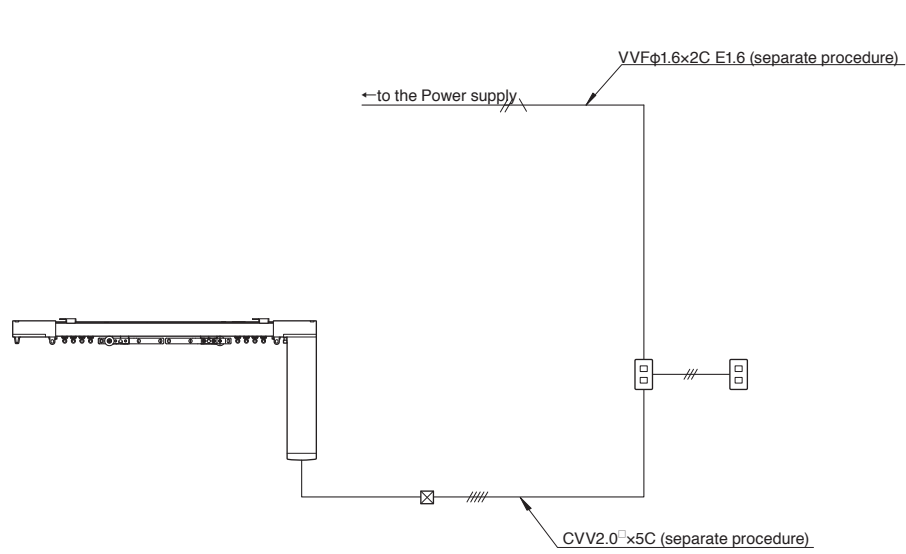 VVFφ1.6×2C E1.6 (separate procedure)
←to the Power supply
CVV2.0□×5C (separate procedure)